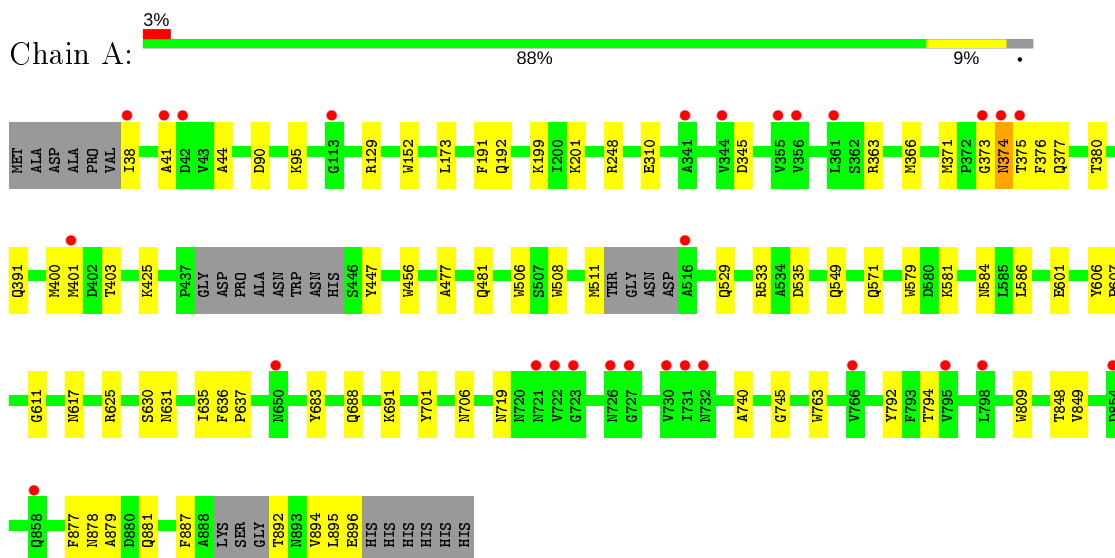 3%
Chain A:
88% 9% •
MET ALA ASP ALA PRO VAL I38 A41 D42 V43 A44 D90 K95 G113 R129 W152 L173 F191 Q192 K199 I200 K201 R248 E310 A341 V344 D345 V355 V356 L361 S362 R363 M366 M371 P372 G373 N374 T375 F376 Q377 T380
Q391 M400 M401 D402 T403 K425 P437 GLY ASP PRO ALA ASN TRP ASN HIS S446 Y447 W456 A477 Q481 W506 S507 W508 M511 THR GLY ASN ASP A516 Q529 R533 A534 D535 Q549 Q571 W579 D580 K581 N584 L585 L586 E601 Y606 P607
G611 N617 R625 S630 N631 I635 F636 P637 N650 Y683 Q688 K691 Y701 N706 N719 N720 N721 V722 G723 N726 G727 V730 I731 N732 A740 G745 W763 V766 Y792 F793 T794 V795 L798 W809 T848 V849 D854
Q858 F877 N878 A879 D880 Q881 F887 A888 LYS SER GLY T892 N893 V894 L895 E896 HIS HIS HIS HIS HIS HIS